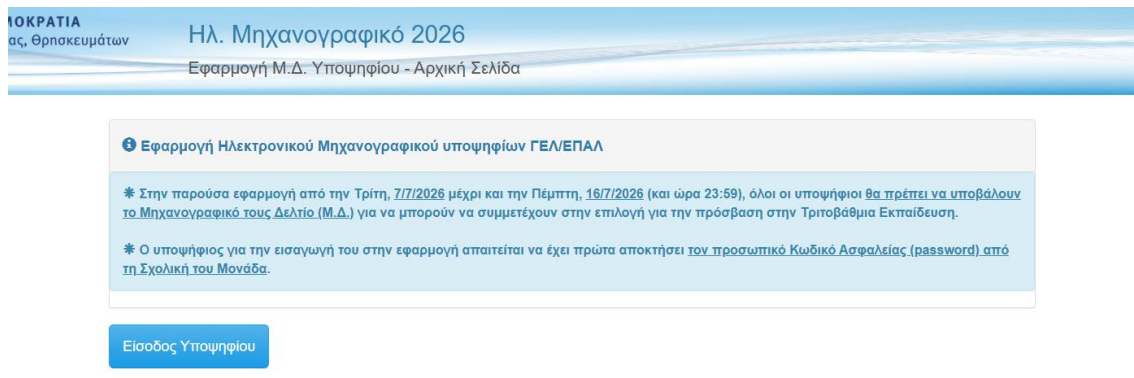 ΜΟΚΡΑΤΙΑ
ας, Θρησκευμάτων
Ηλ. Μηχανογραφικό 2026
Εφαρμογή Μ.Δ. Υποψηφίου - Αρχική Σελίδα
Εφαρμογή Ηλεκτρονικού Μηχανογραφικού υποψηφίων ΓΕΛ/ΕΠΑΛ
* Στην παρούσα εφαρμογή από την Τρίτη, 7/7/2026 μέχρι και την Πέμπτη, 16/7/2026 (και ώρα 23:59), όλοι οι υποψήφιοι θα πρέπει να υποβάλουν
το Μηχανογραφικό τους Δελτίο (Μ.Δ.) για να μπορούν να συμμετέχουν στην επιλογή για την πρόσβαση στην Τριτοβάθμια Εκπαίδευση.
* Ο υποψήφιος για την εισαγωγή του στην εφαρμογή απαιτείται να έχει πρώτα αποκτήσει τον προσωπικό Κωδικό Ασφαλείας (password) από
τη Σχολική του Μονάδα.
Είσοδος Υποψηφίου